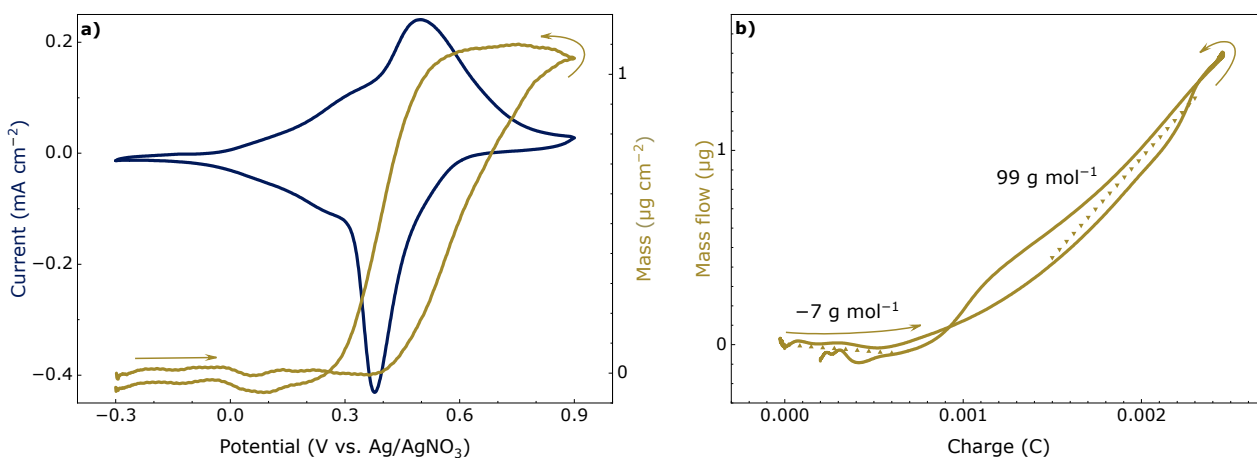 a)
0.2
0.0
−0.2
−0.4
Current (mA cm⁻²)
−0.3
0.0
0.3
0.6
0.9
Potential (V vs. Ag/AgNO₃)
1
0
Mass (µg cm⁻²)
b)
1
0
Mass flow (µg)
99 g mol⁻¹
−7 g mol⁻¹
0.000
0.001
0.002
Charge (C)